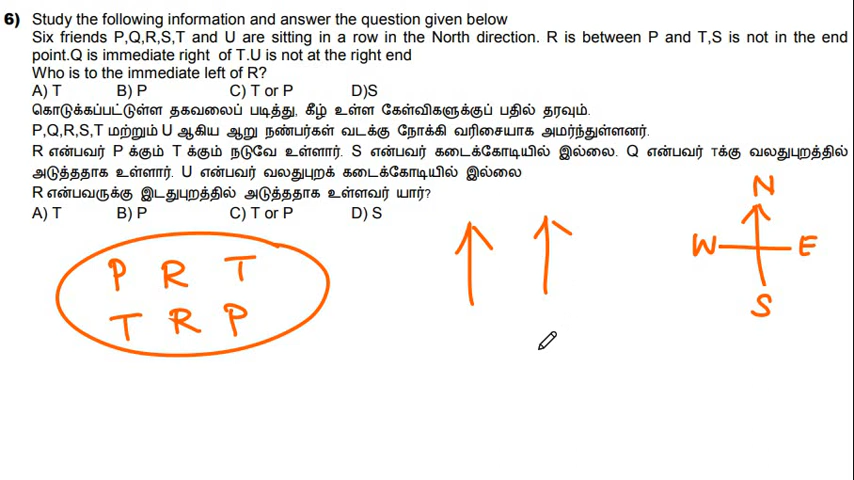 6) Study the following information and answer the question given below
Six friends P,Q,R,S,T and U are sitting in a row in the North direction. R is between P and T,S is not in the end
point.Q is immediate right of T.U is not at the right end
Who is to the immediate left of R?
A) T B) P C) T or P D)S
கொடுக்கப்பட்டுள்ள தகவலைப் படித்து, கீழ் உள்ள கேள்விகளுக்குப் பதில் தரவும்.
P,Q,R,S,T மற்றும் U ஆகிய ஆறு நண்பர்கள் வடக்கு நோக்கி வரிசையாக அமர்ந்துள்ளனர்.
R என்பவர் P க்கும் T க்கும் நடுவே உள்ளார். S என்பவர் கடைக்கோடியில் இல்லை. Q என்பவர் Tக்கு வலதுபுறத்தில்
அடுத்ததாக உள்ளார். U என்பவர் வலதுபுறக் கடைக்கோடியில் இல்லை
R என்பவருக்கு இடதுபுறத்தில் அடுத்ததாக உள்ளவர் யார்?
A) T B) P C) T or P D) S
N
W E
S
P R T
T R P